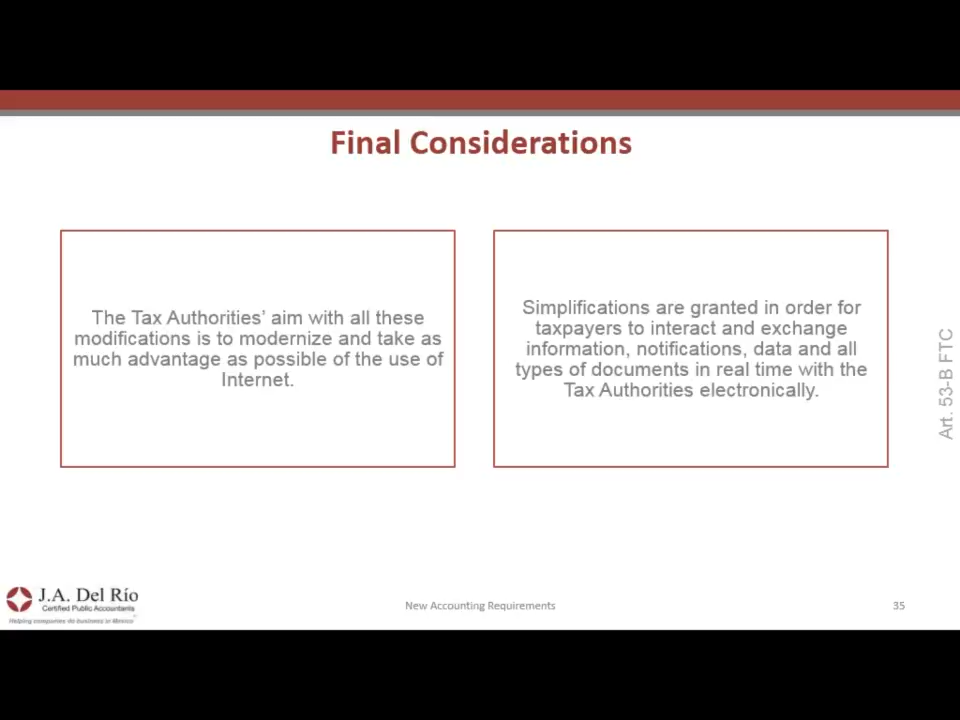 Final Considerations
The Tax Authorities’ aim with all these
modifications is to modernize and take as
much advantage as possible of the use of
Internet.
Simplifications are granted in order for
taxpayers to interact and exchange
information, notifications, data and all
types of documents in real time with the
Tax Authorities electronically.
Art. 53-B FTC
J.A. Del Río
Certified Public Accountants
Helping companies do business in Mexico
New Accounting Requirements
35